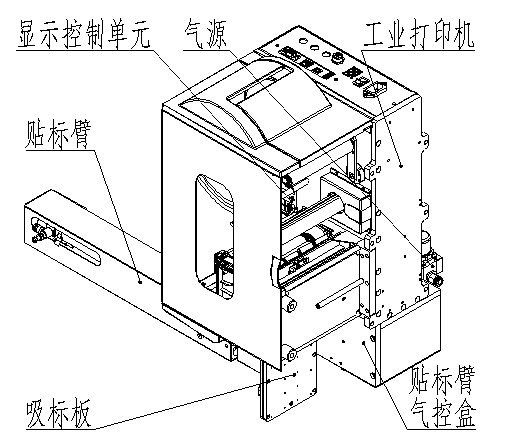 显示控制单元
气源
工业打印机
贴标臂
吸标板
贴标臂
气控盒